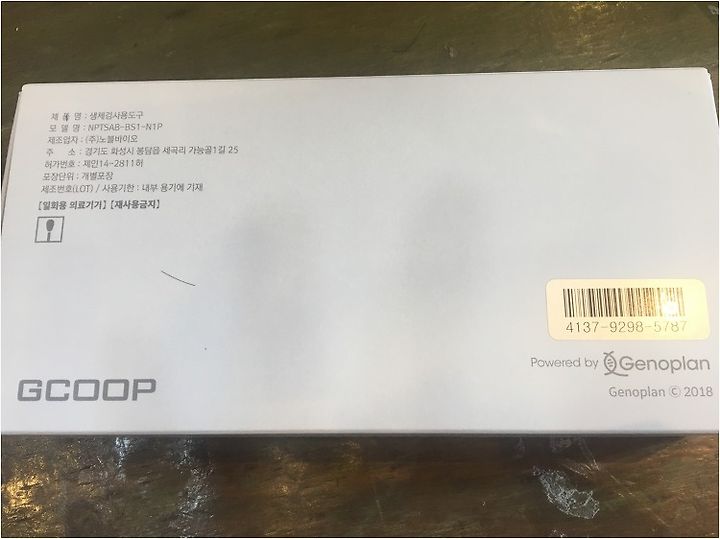 제 품 명 : 생체검사용도구
모 델 명 : NPTSAB-BS1-N1P
제조업자 : (주)노블바이오
주 소 : 경기도 화성시 봉담읍 세곡리 가능골1길 25
허가번호 : 제인14-2811허
포장단위 : 개별포장
제조번호(LOT) / 사용기한 : 내부 용기에 기재
[일회용 의료기기] [재사용금지]
4137-9298-5787
Powered by Genoplan
Genoplan © 2018
GCOOP